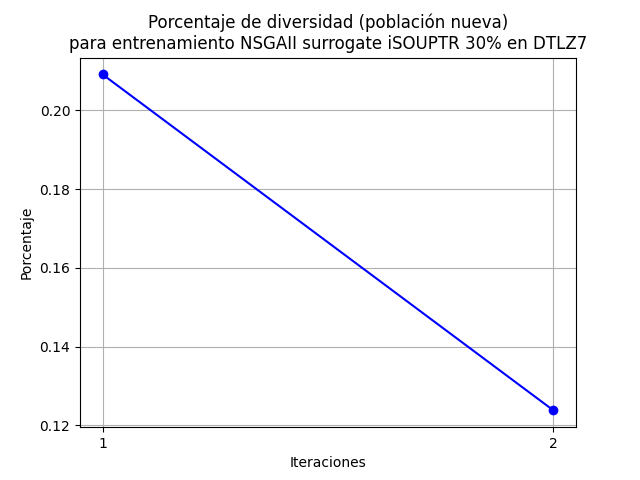 Porcentaje de diversidad (población nueva)
para entrenamiento NSGAII surrogate iSOUPTR 30% en DTLZ7
0.20
0.18
0.16
0.14
0.12
Porcentaje
1
2
Iteraciones